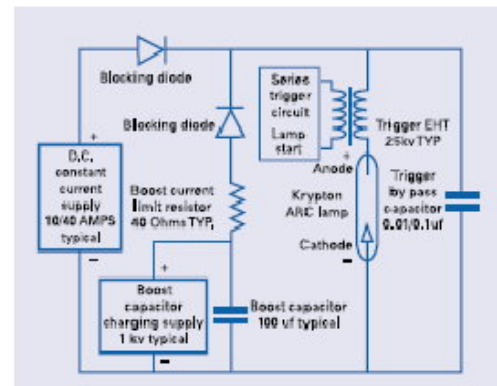 Blocking diode
Blocking diode
D.C.
constant
current
supply
10/40 AMPS
typical
+
−
Boost current
limit resistor
40 Ohms TYP.
+
Boost
capacitor
charging supply
1 kv typical
−
Boost capacitor
100 uf typical
Series
trigger
circuit
Lamp
start
Trigger EHT
25kv TYP
Anode
+
Krypton
ARC lamp
Cathode
−
Trigger
by pass
capacitor
0.01/0.1uf